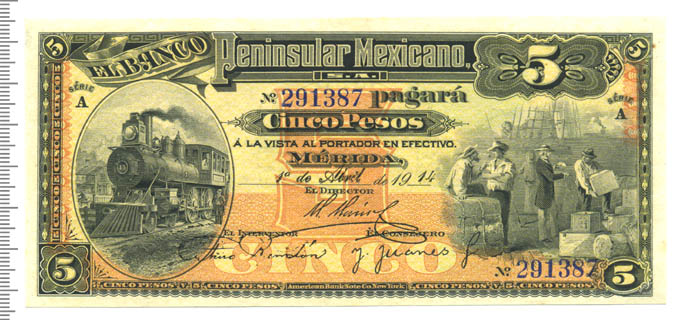 5 EL BANCO Peninsular Mexicano, 5 5
S.A.
SÉRIE A
Nº 291387 pagará
SÉRIE A
CINCO PESOS
Á LA VISTA AL PORTADOR EN EFECTIVO.
MÉRIDA,
1º de Abril de 1914
EL DIRECTOR
EL INTERVENTOR EL CONSEJERO
CINCO
Nº 291387
5 5
CINCO PESOS American Bank Note Co. New York. CINCO PESOS